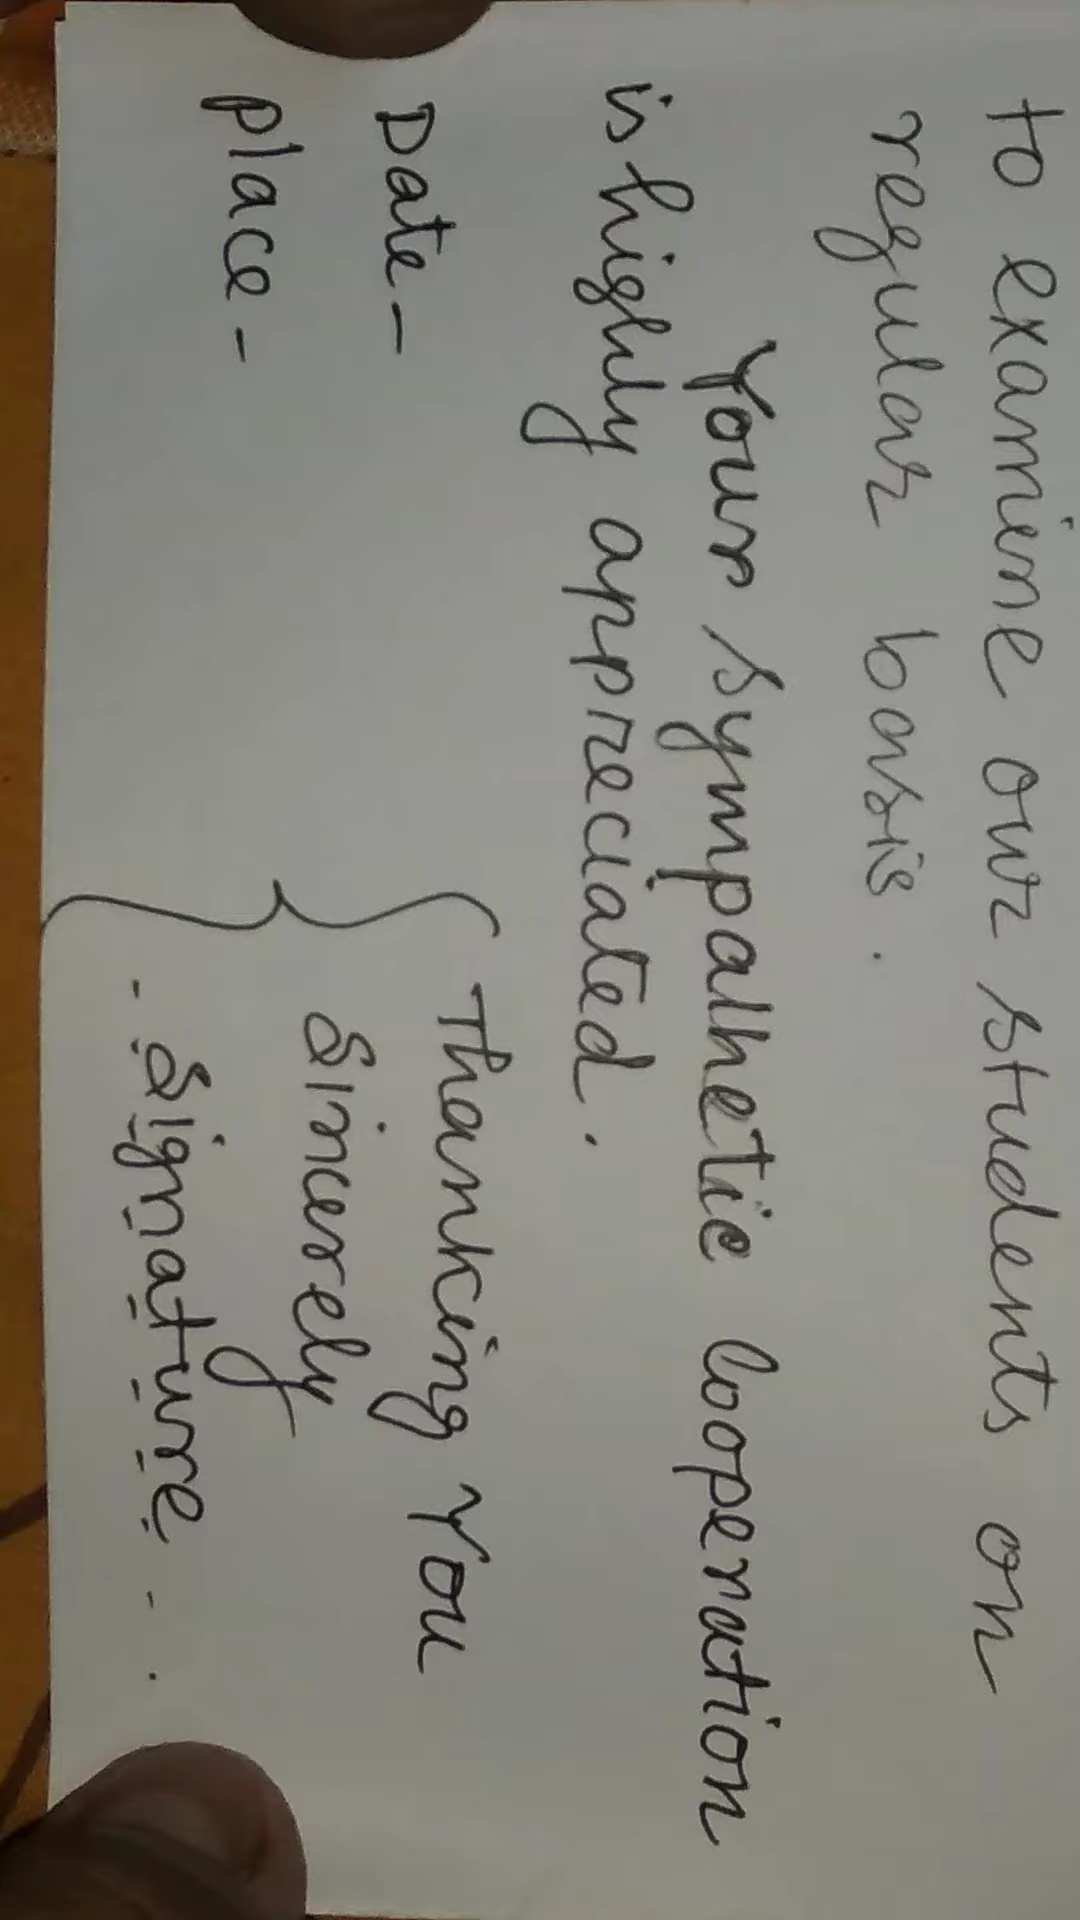 to examine our students on
regular basis.
Your sympathetic Cooperation
is highly appreciated.
Date -
Thanking You
place -
Sincerely
- Signature - .